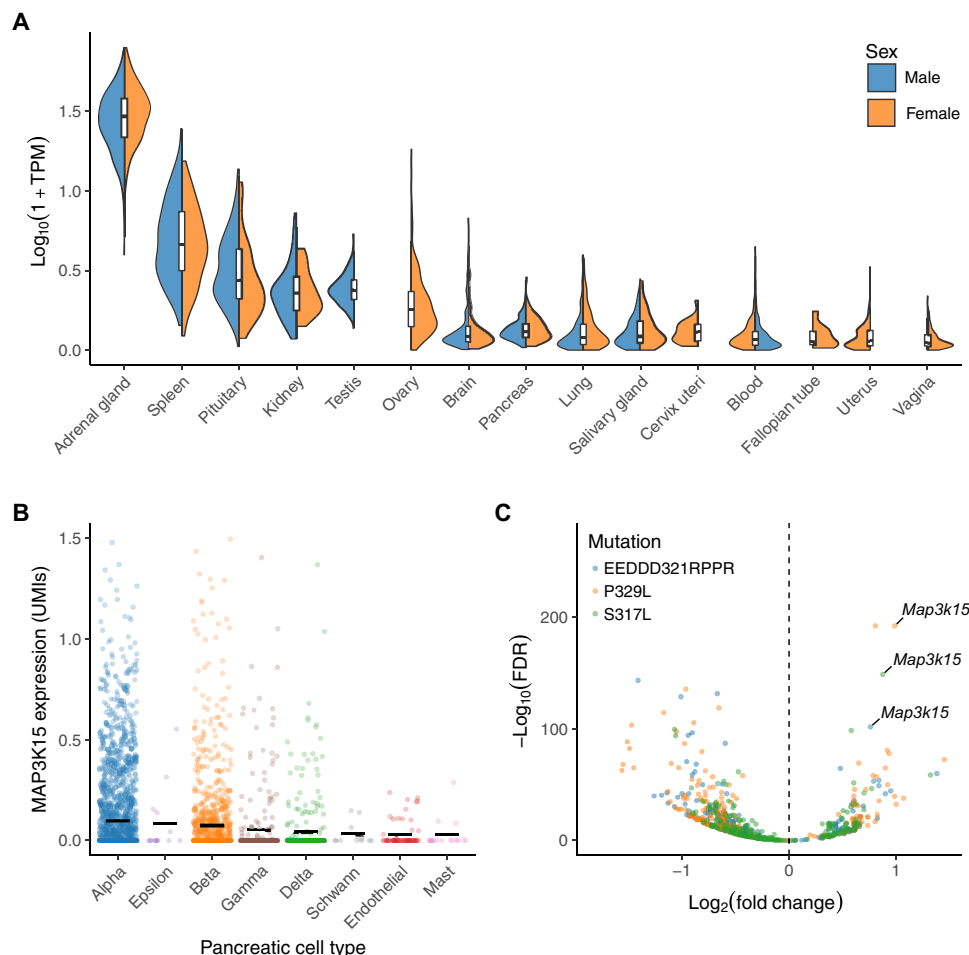 A
Sex
Male
Female
Log10(1 + TPM)
1.5
1.0
0.5
0.0
Adrenal gland
Spleen
Pituitary
Kidney
Testis
Ovary
Brain
Pancreas
Lung
Salivary gland
Cervix uteri
Blood
Fallopian tube
Uterus
Vagina
B
MAP3K15 expression (UMIs)
1.5
1.0
0.5
0.0
Alpha
Epsilon
Beta
Gamma
Delta
Schwann
Endothelial
Mast
Pancreatic cell type
C
Mutation
EEDDD321RPPR
P329L
S317L
−Log10(FDR)
200
100
0
Map3k15
Map3k15
Map3k15
−1
0
1
Log2(fold change)